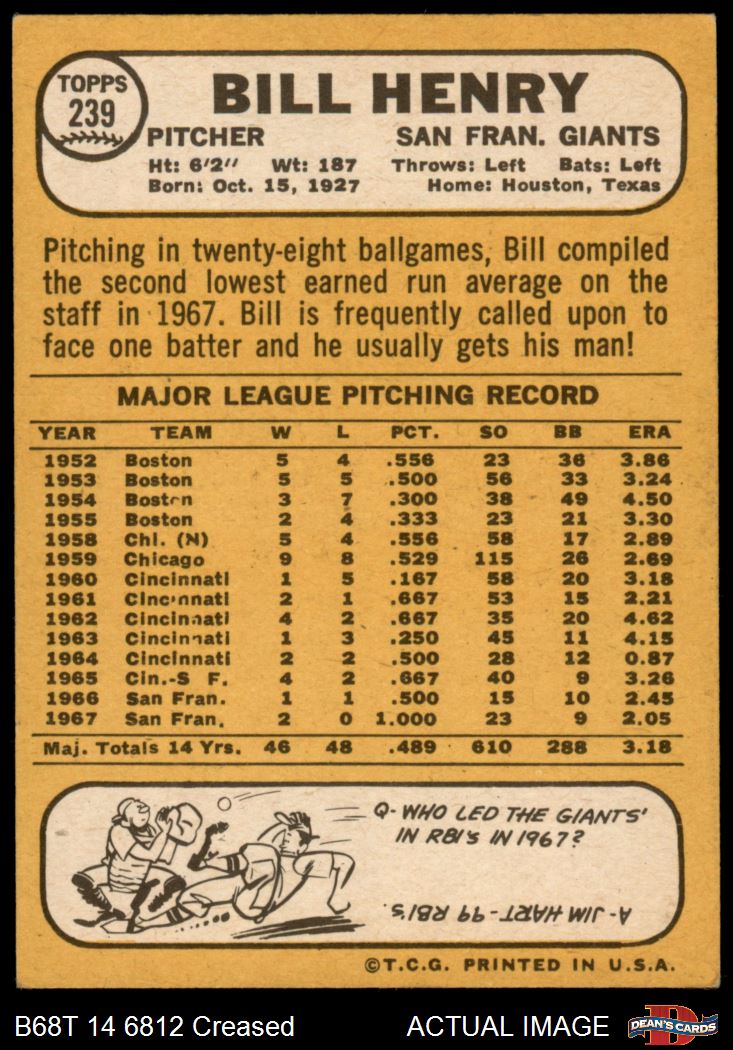 TOPPS
239
BILL HENRY
PITCHER SAN FRAN. GIANTS
Ht: 6'2" Wt: 187 Throws: Left Bats: Left
Born: Oct. 15, 1927 Home: Houston, Texas
Pitching in twenty-eight ballgames, Bill compiled
the second lowest earned run average on the
staff in 1967. Bill is frequently called upon to
face one batter and he usually gets his man!
MAJOR LEAGUE PITCHING RECORD
YEAR TEAM W L PCT. SO BB ERA
1952 Boston 5 4 .556 23 36 3.86
1953 Boston 5 5 .500 56 33 3.24
1954 Boston 3 7 .300 38 49 4.50
1955 Boston 2 4 .333 23 21 3.30
1958 Chi. (N) 5 4 .556 58 17 2.89
1959 Chicago 9 8 .529 115 26 2.69
1960 Cincinnati 1 5 .167 58 20 3.18
1961 Cincinnati 2 1 .667 53 15 2.21
1962 Cincinnati 4 2 .667 35 20 4.62
1963 Cincinnati 1 3 .250 45 11 4.15
1964 Cincinnati 2 2 .500 28 12 0.87
1965 Cin.-S F. 4 2 .667 40 9 3.26
1966 San Fran. 1 1 .500 15 10 2.45
1967 San Fran. 2 0 1.000 23 9 2.05
Maj. Totals 14 Yrs. 46 48 .489 610 288 3.18
Q- WHO LED THE GIANTS'
IN RBI's IN 1967?
A- JIM HART- 99 RBI's.
©T.C.G. PRINTED IN U.S.A.
B68T 14 6812 Creased ACTUAL IMAGE
D
DEAN'S CARDS